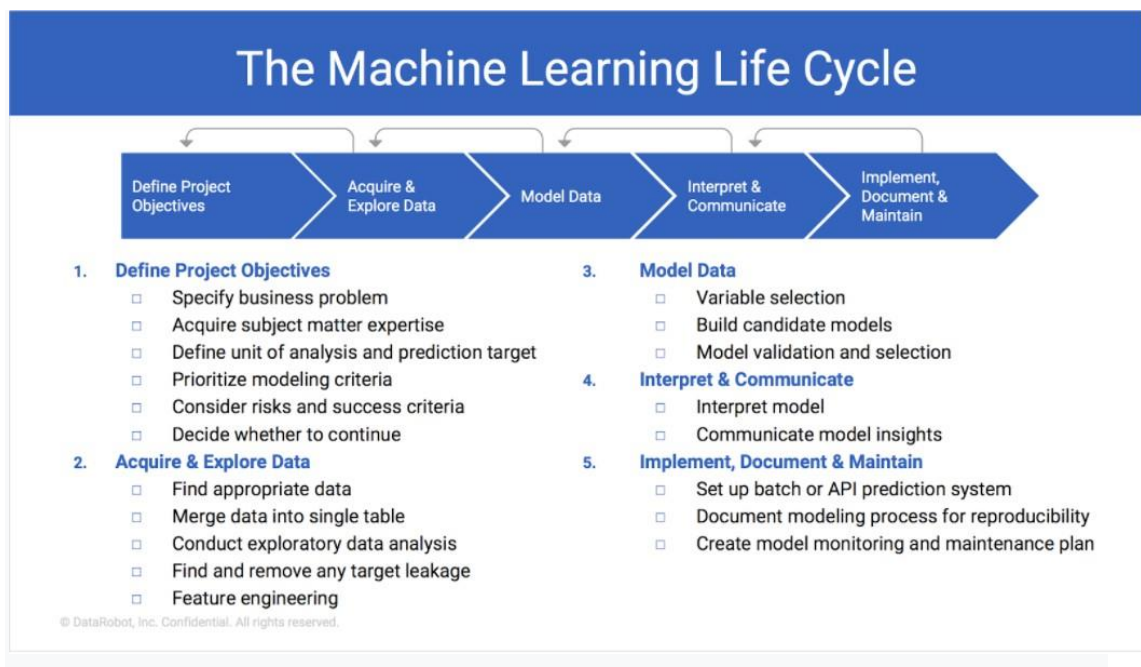 The Machine Learning Life Cycle
Define Project
Objectives
Acquire &
Explore Data
Model Data
Interpret &
Communicate
Implement,
Document &
Maintain
1. Define Project Objectives
Specify business problem
Acquire subject matter expertise
Define unit of analysis and prediction target
Prioritize modeling criteria
Consider risks and success criteria
Decide whether to continue
2. Acquire & Explore Data
Find appropriate data
Merge data into single table
Conduct exploratory data analysis
Find and remove any target leakage
Feature engineering
3. Model Data
Variable selection
Build candidate models
Model validation and selection
4. Interpret & Communicate
Interpret model
Communicate model insights
5. Implement, Document & Maintain
Set up batch or API prediction system
Document modeling process for reproducibility
Create model monitoring and maintenance plan
© DataRobot, Inc. Confidential. All rights reserved.